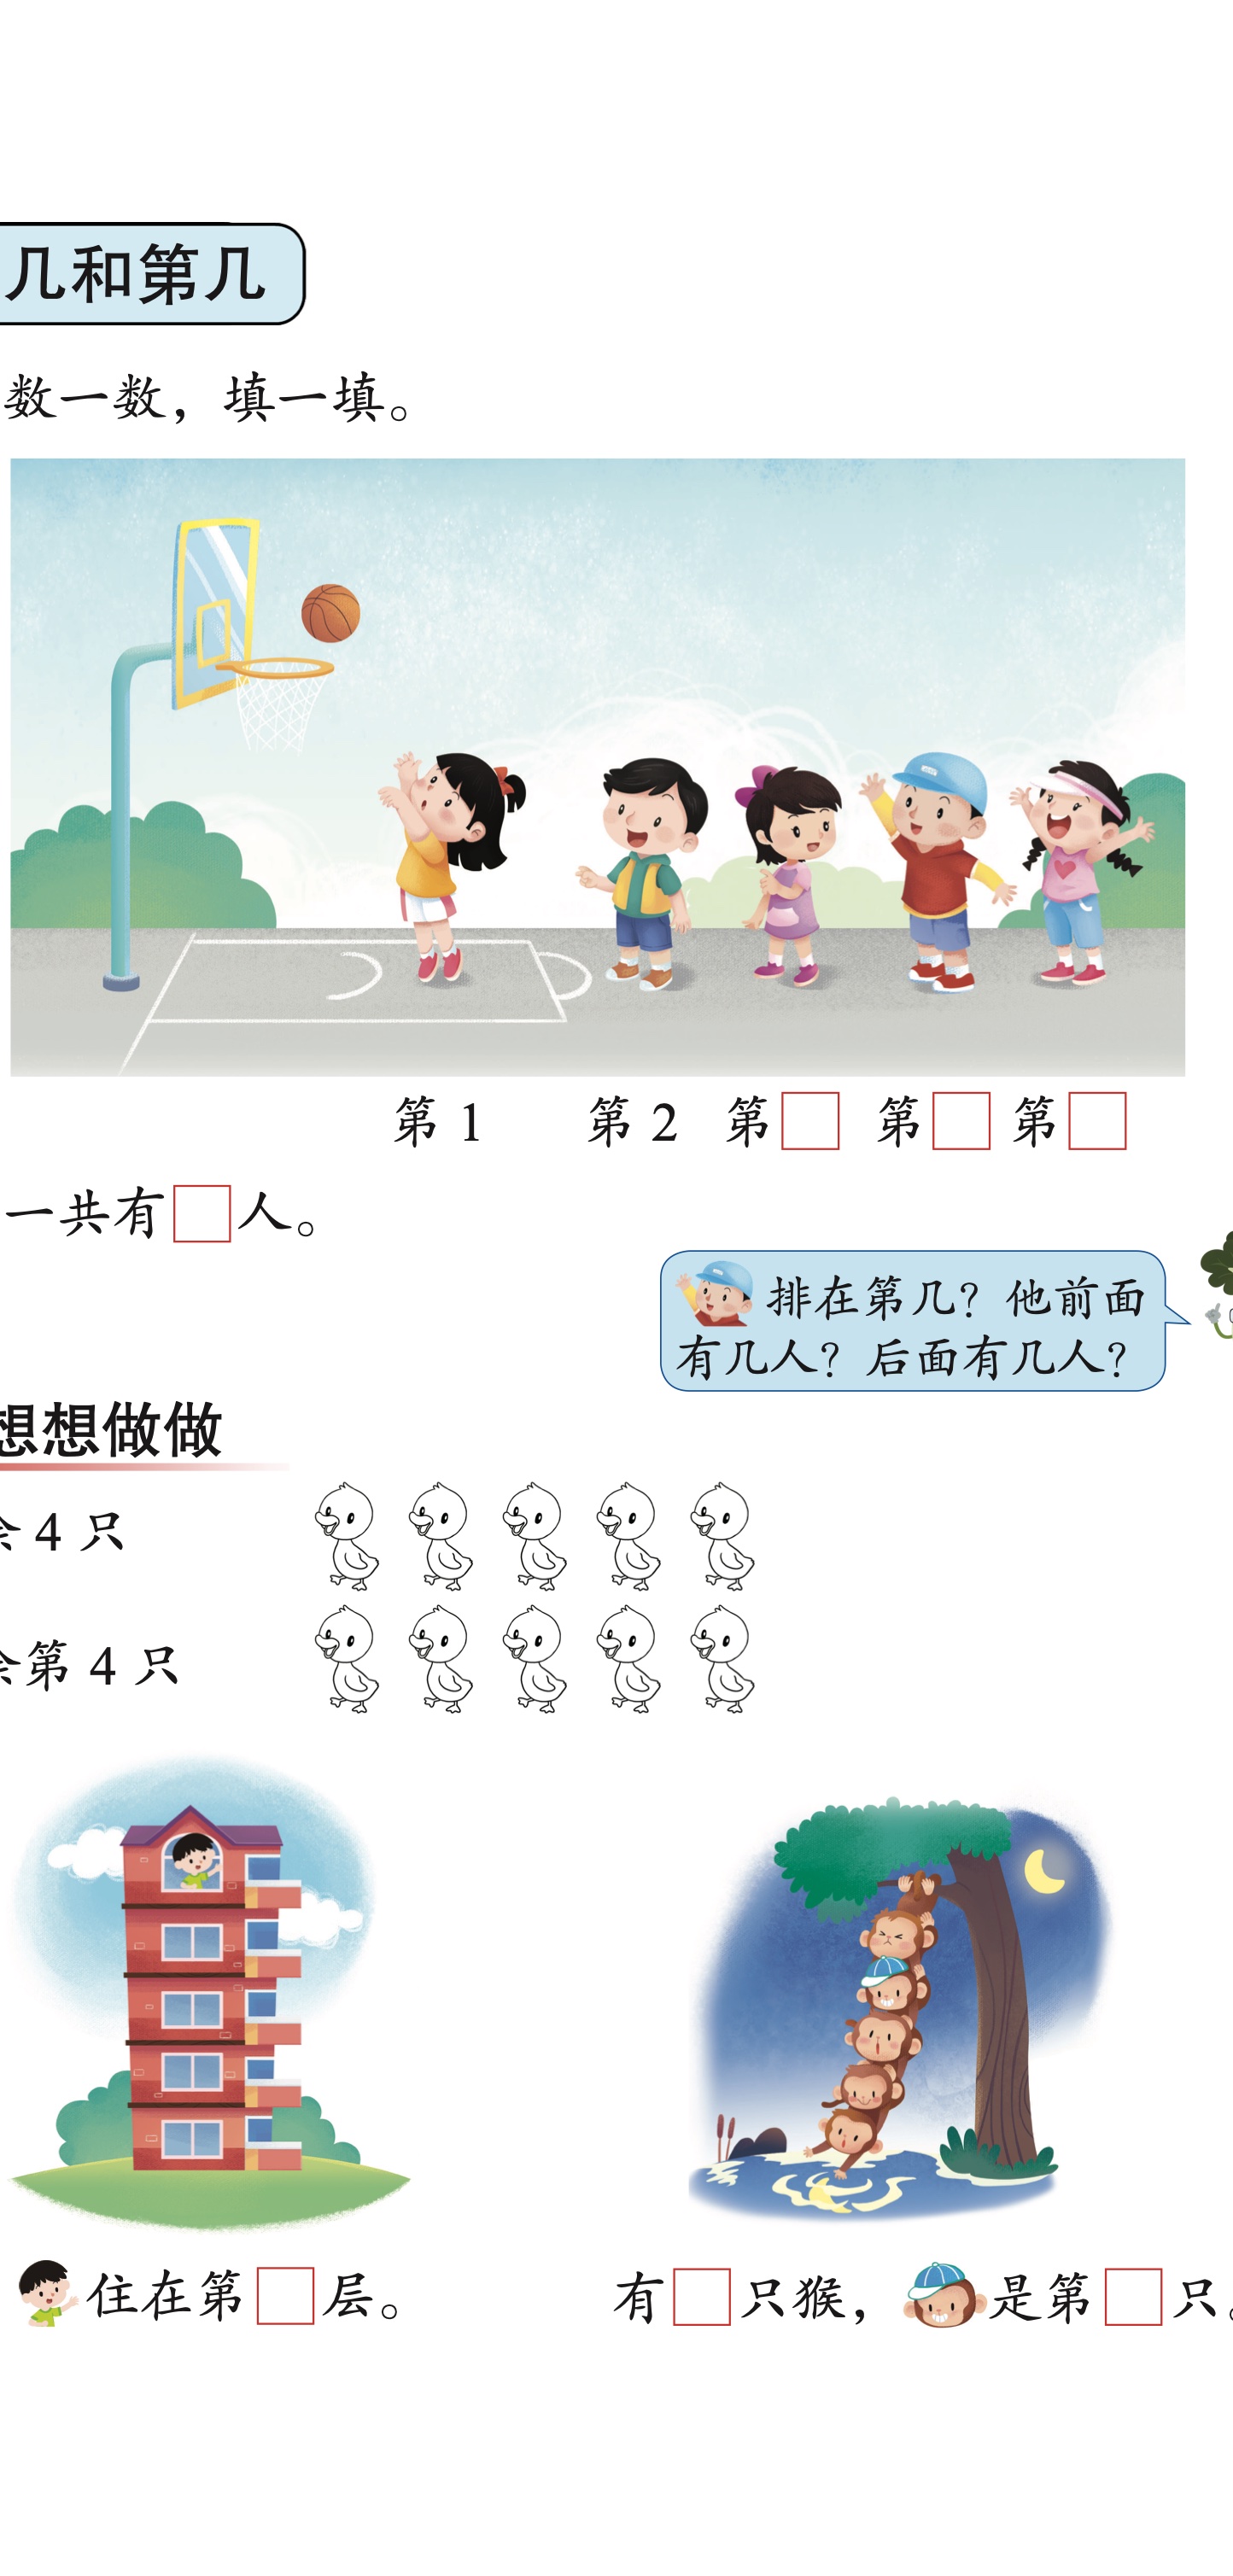 几和第几
数一数，填一填。
第 1 第 2 第□ 第□ 第□
一共有□人。
排在第几？他前面
有几人？后面有几人？
想想做做
4 只
第 4 只
住在第□层。
有□只猴，是第□只。